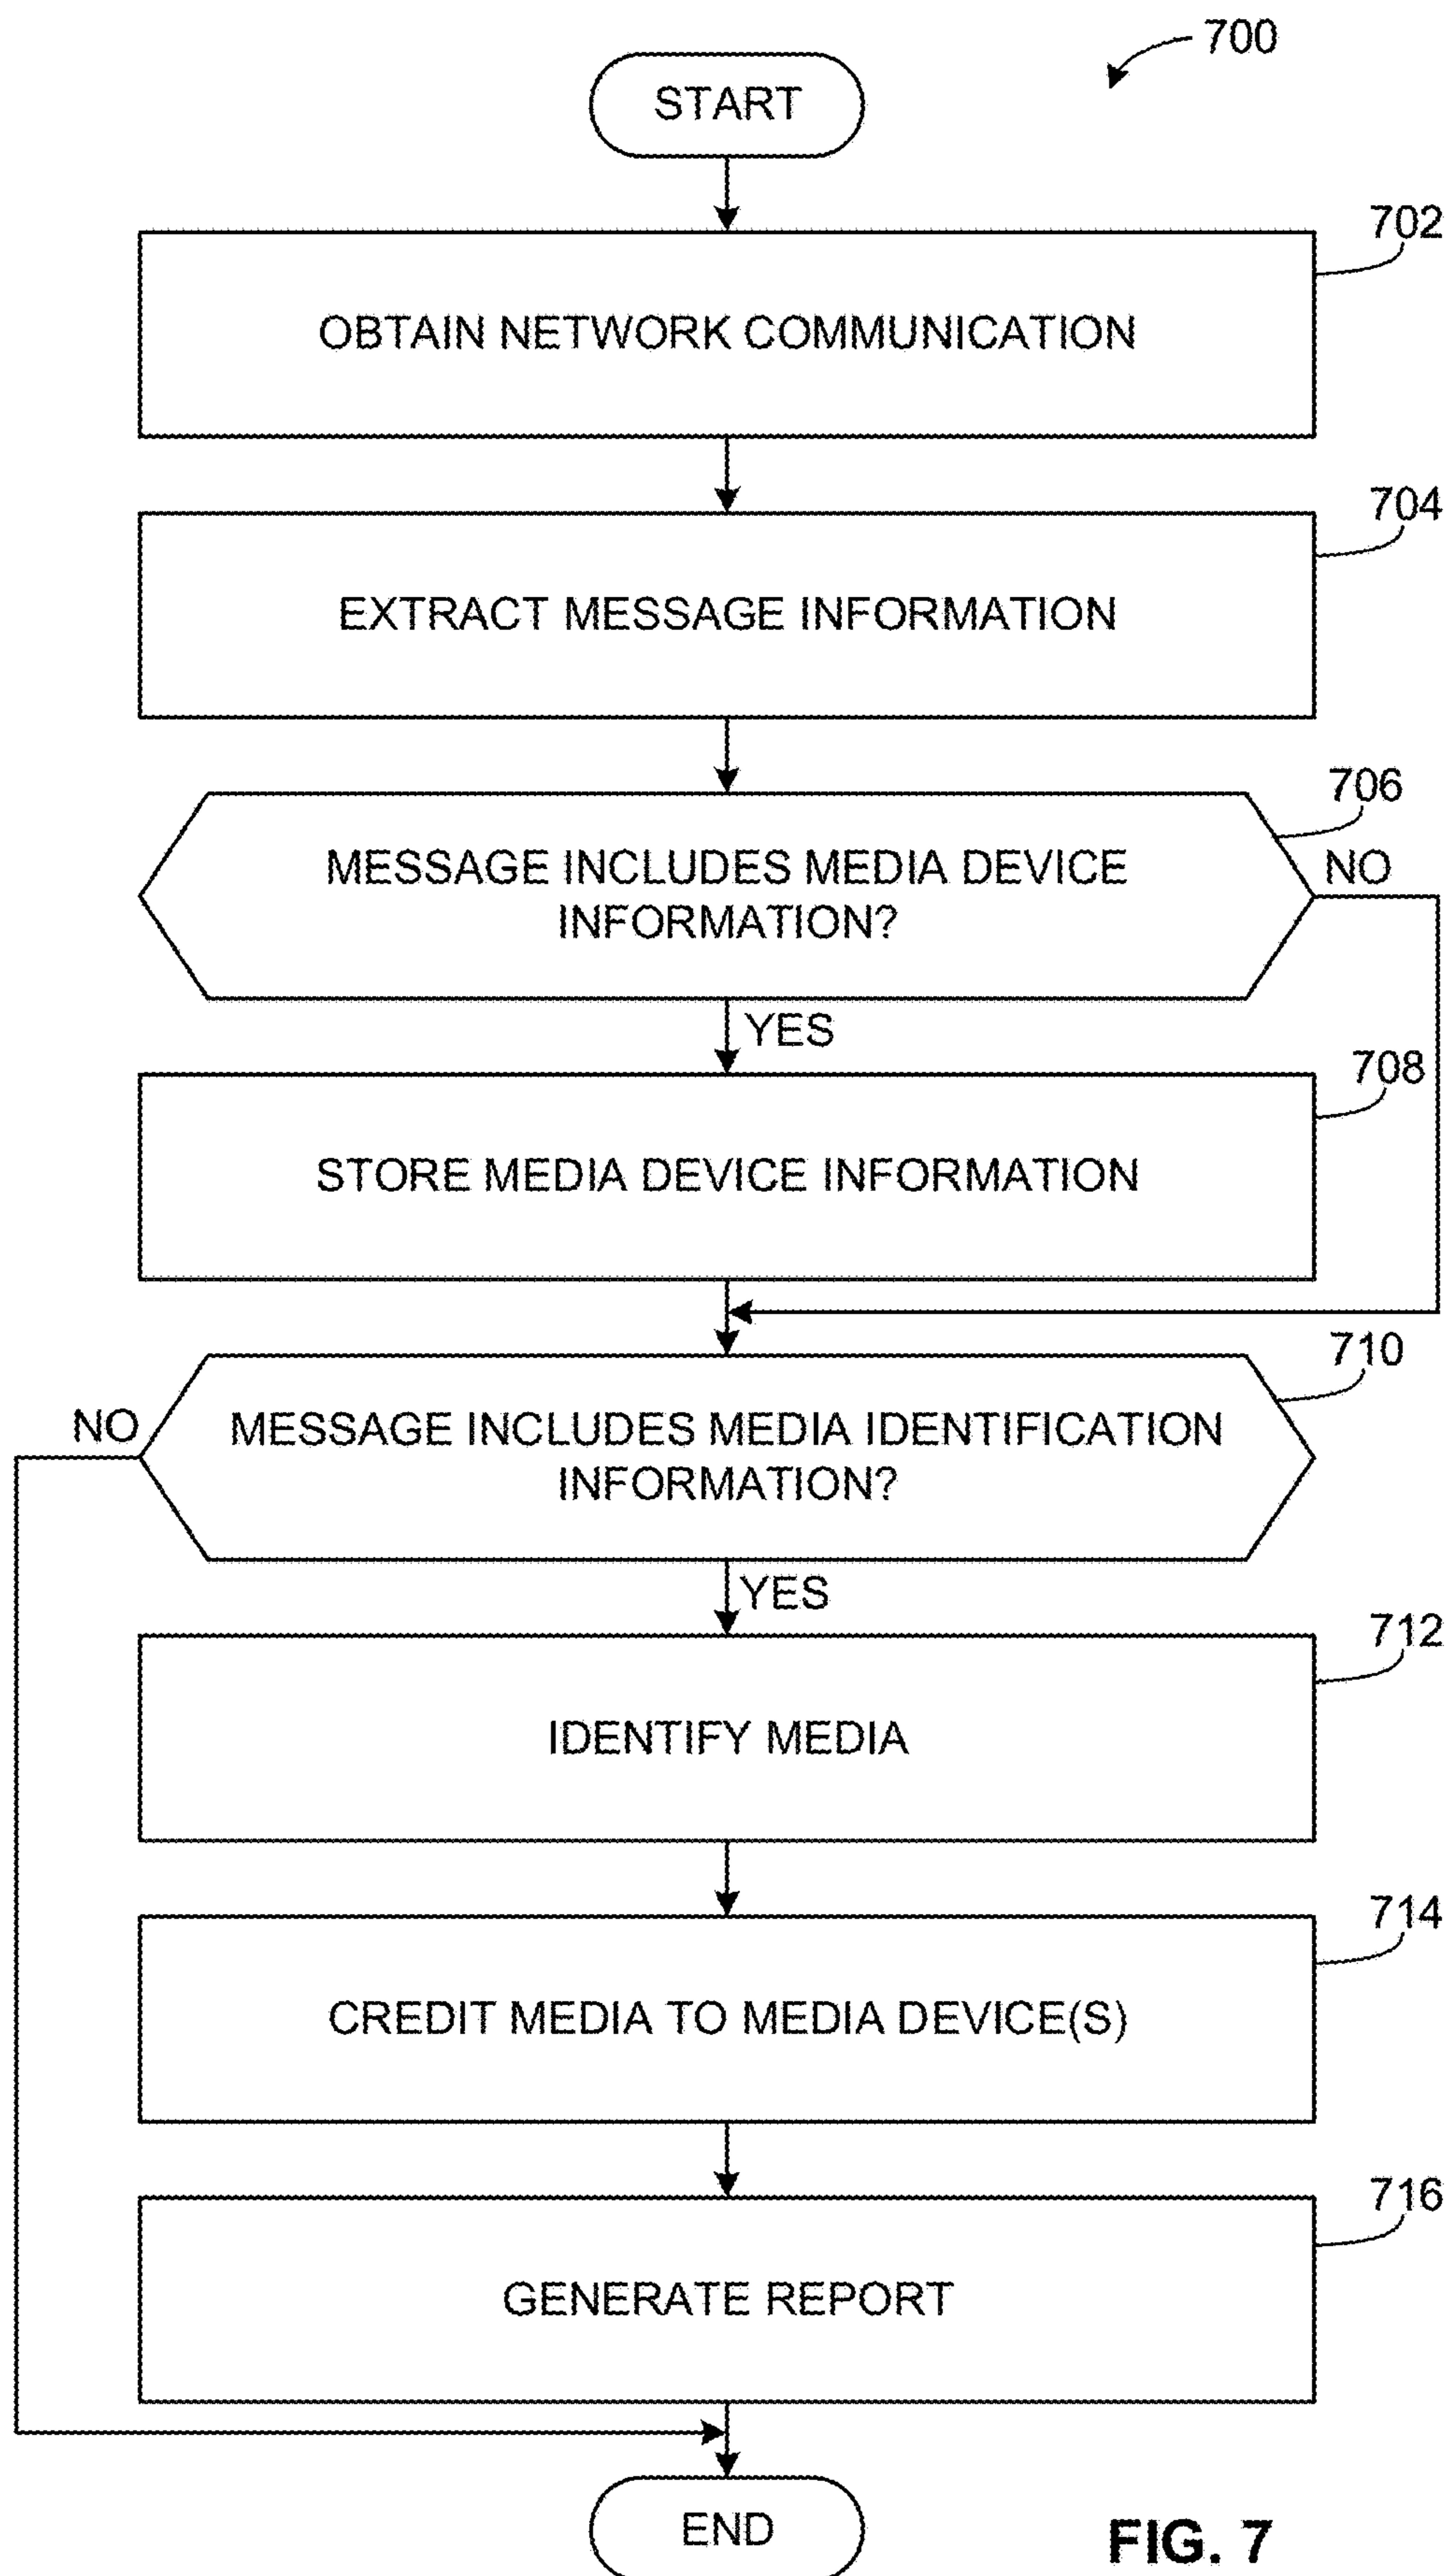 700
START
702
OBTAIN NETWORK COMMUNICATION
704
EXTRACT MESSAGE INFORMATION
706
MESSAGE INCLUDES MEDIA DEVICE
INFORMATION?
NO
YES
708
STORE MEDIA DEVICE INFORMATION
710
NO
MESSAGE INCLUDES MEDIA IDENTIFICATION
INFORMATION?
YES
712
IDENTIFY MEDIA
714
CREDIT MEDIA TO MEDIA DEVICE(S)
716
GENERATE REPORT
END
FIG. 7